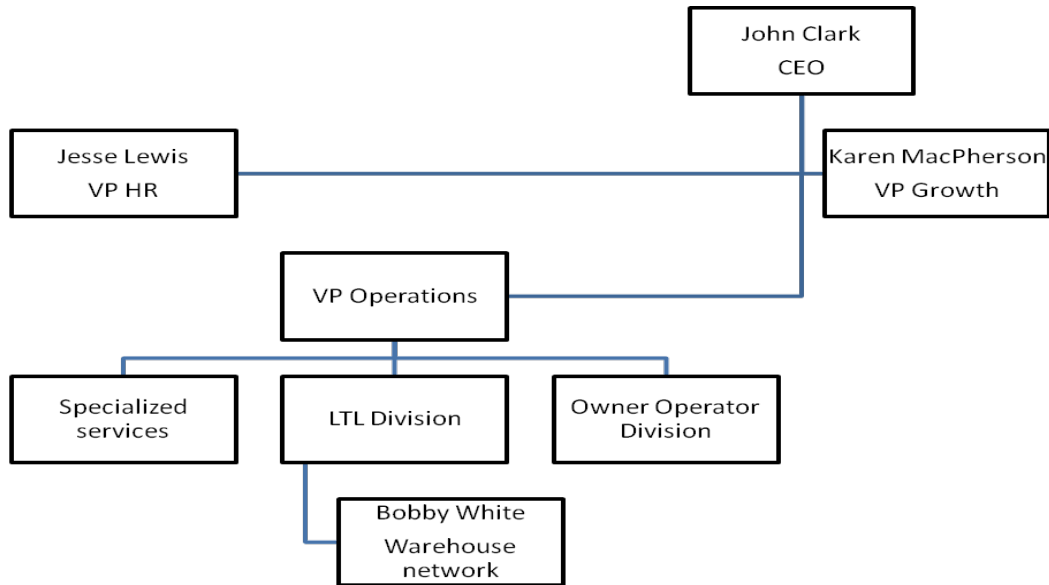 John Clark
CEO
Jesse Lewis
VP HR
Karen MacPherson
VP Growth
VP Operations
Specialized
services
LTL Division
Owner Operator
Division
Bobby White
Warehouse
network